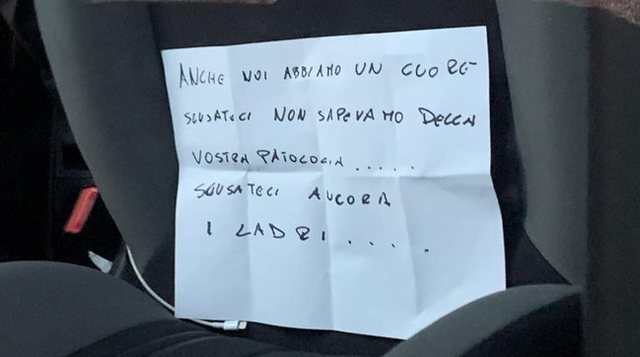 ANCHE NOI ABBIAMO UN CUORE
SCUSATECI NON SAPEVAMO DELLA
VOSTRA PATOLOGIA .....
SCUSATECI ANCORA
I LADRI .....